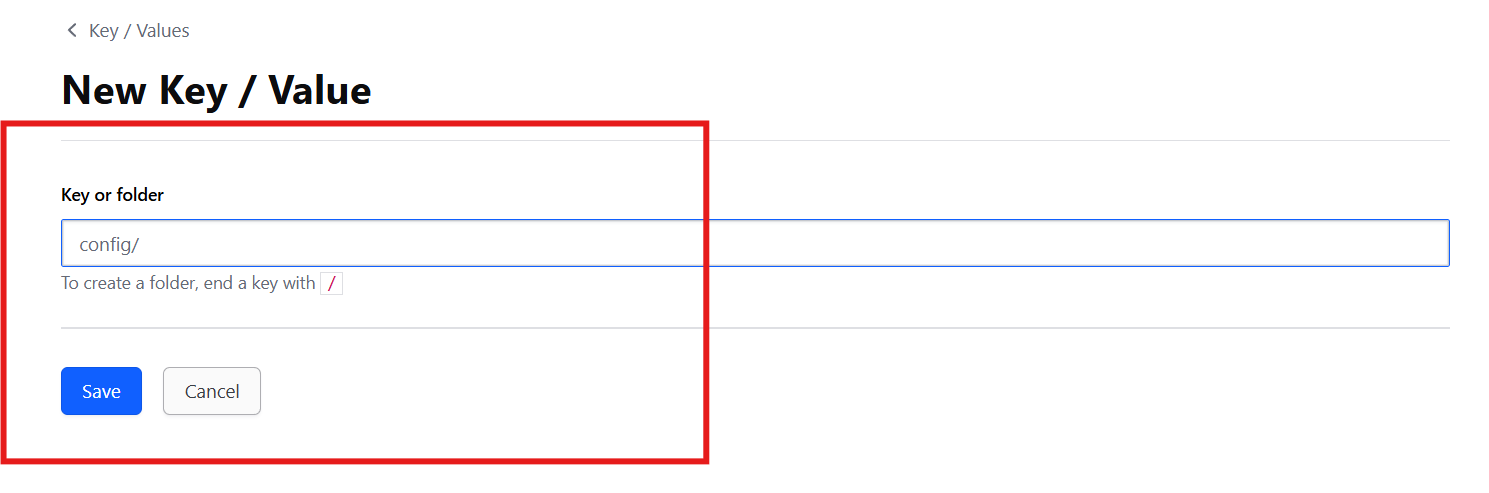 Key / Values
New Key / Value
Key or folder
config/
To create a folder, end a key with /
Save Cancel